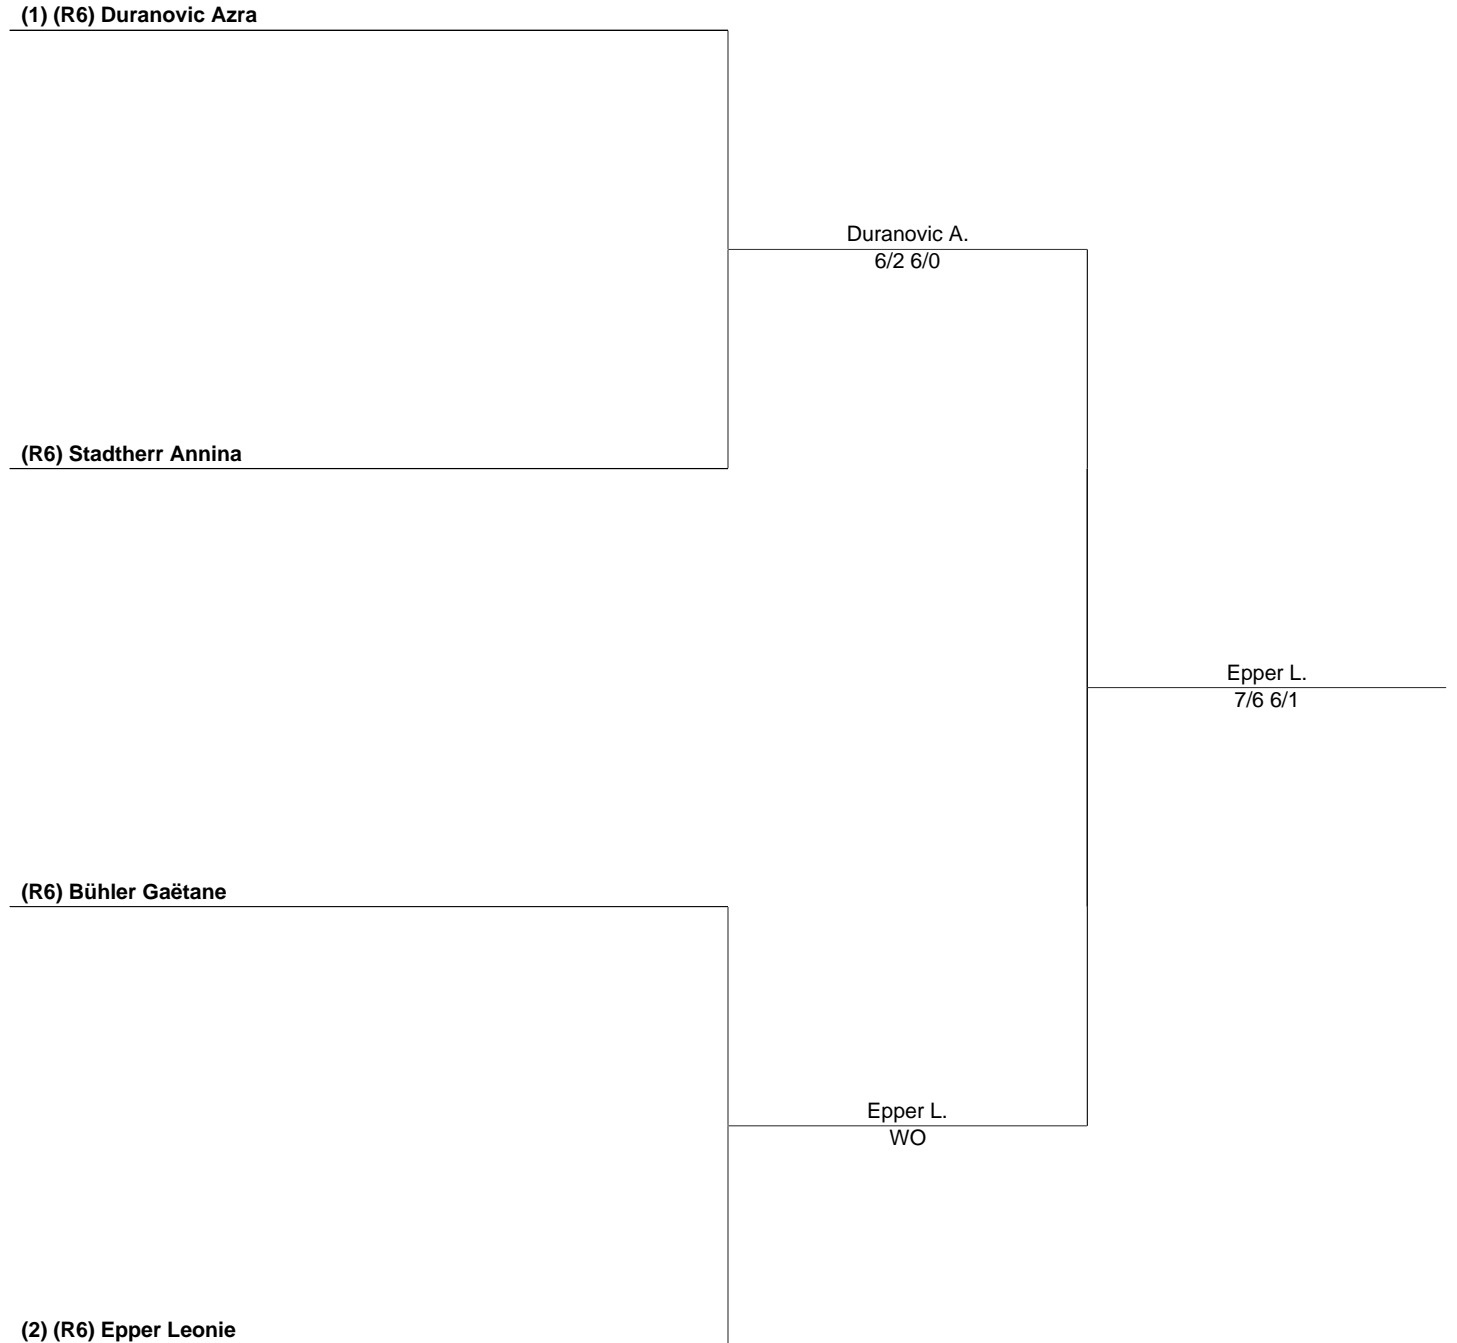 (1) (R6) Duranovic Azra
Duranovic A.
6/2 6/0
(R6) Stadtherr Annina
Epper L.
7/6 6/1
(R6) Bühler Gaëtane
Epper L.
WO
(2) (R6) Epper Leonie